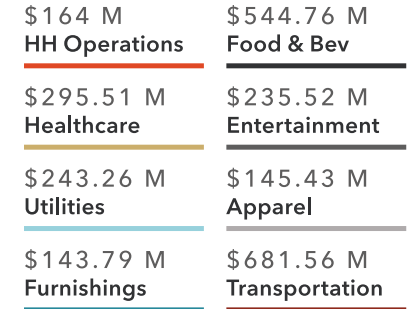 $164 M
HH Operations
$544.76 M
Food & Bev
$295.51 M
Healthcare
$235.52 M
Entertainment
$243.26 M
Utilities
$145.43 M
Apparel
$143.79 M
Furnishings
$681.56 M
Transportation